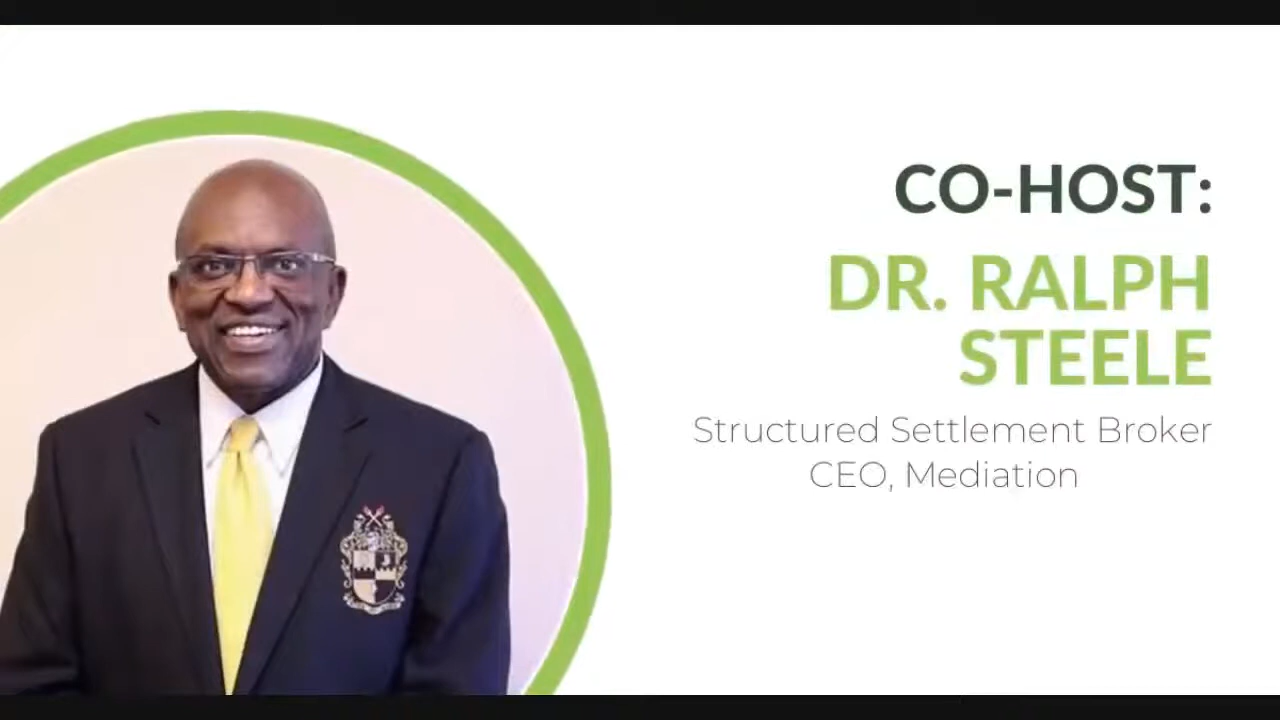 CO-HOST:
DR. RALPH
STEELE
Structured Settlement Broker
CEO, Mediation